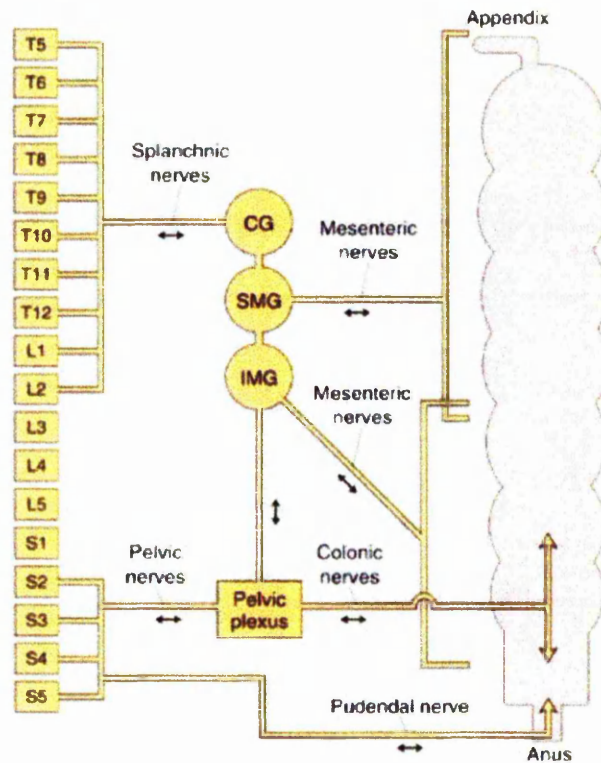 Appendix
T5
T6
T7
T8
T9
T10
T11
T12
L1
L2
L3
L4
L5
S1
S2
S3
S4
S5
Splanchnic
nerves
CG
SMG
IMG
Mesenteric
nerves
Mesenteric
nerves
Pelvic
nerves
Pelvic
plexus
Colonic
nerves
Pudendal nerve
Anus